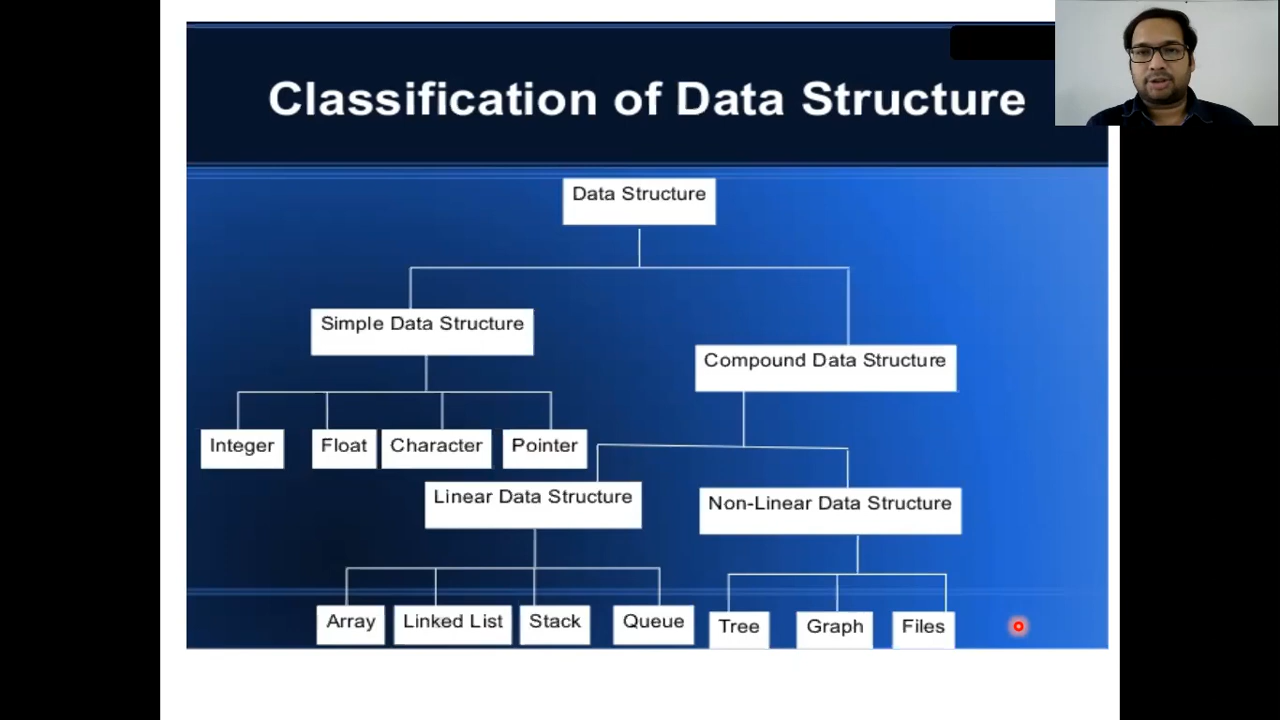 Classification of Data Structure
Data Structure
Simple Data Structure
Compound Data Structure
Integer
Float
Character
Pointer
Linear Data Structure
Non-Linear Data Structure
Array
Linked List
Stack
Queue
Tree
Graph
Files